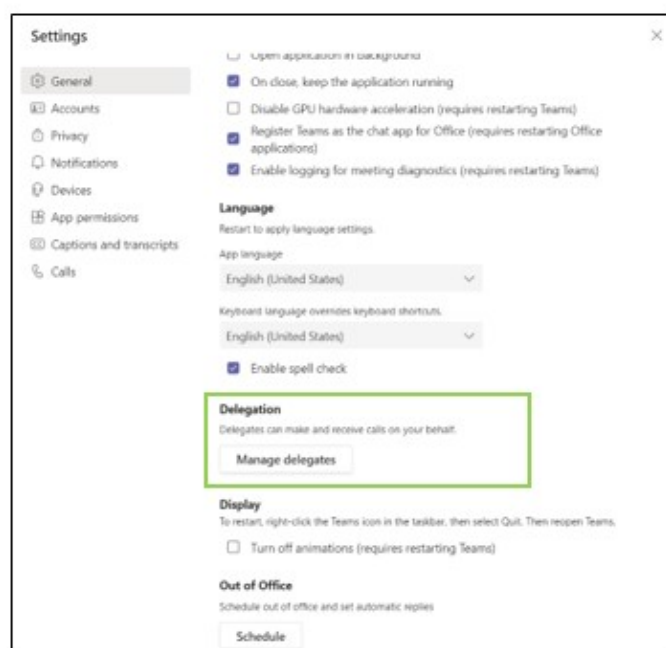 Settings
General
Accounts
Privacy
Notifications
Devices
App permissions
Captions and transcripts
Calls
Open application in background
On close, keep the application running
Disable GPU hardware acceleration (requires restarting Teams)
Register Teams as the chat app for Office (requires restarting Office
applications)
Enable logging for meeting diagnostics (requires restarting Teams)
Language
Restart to apply language settings.
App language
English (United States)
Keyboard language overrides keyboard shortcuts.
English (United States)
Enable spell check
Delegation
Delegates can make and receive calls on your behalf.
Manage delegates
Display
To restart, right-click the Teams icon in the taskbar, then select Quit. Then reopen Teams.
Turn off animations (requires restarting Teams)
Out of Office
Schedule out of office and set automatic replies
Schedule